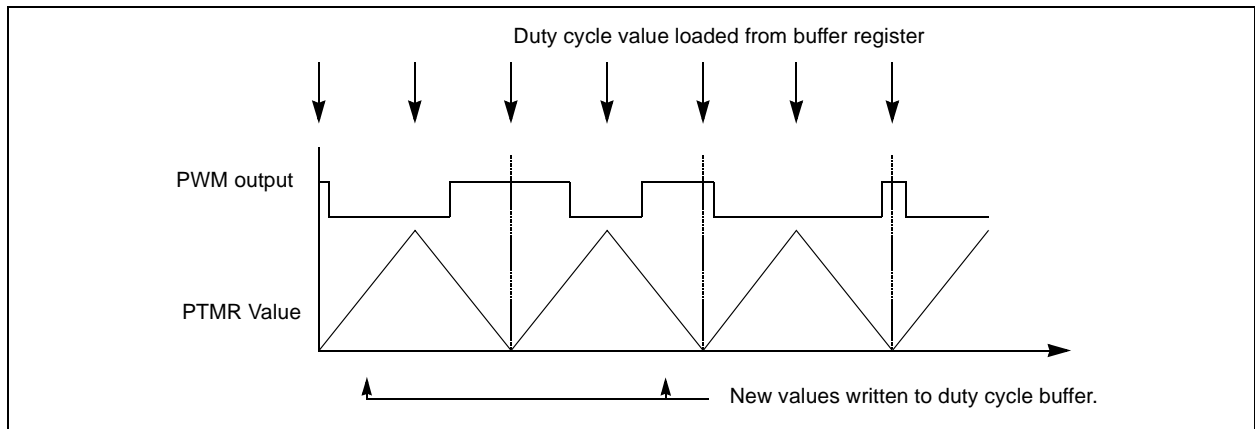 Duty cycle value loaded from buffer register
PWM output
PTMR Value
New values written to duty cycle buffer.